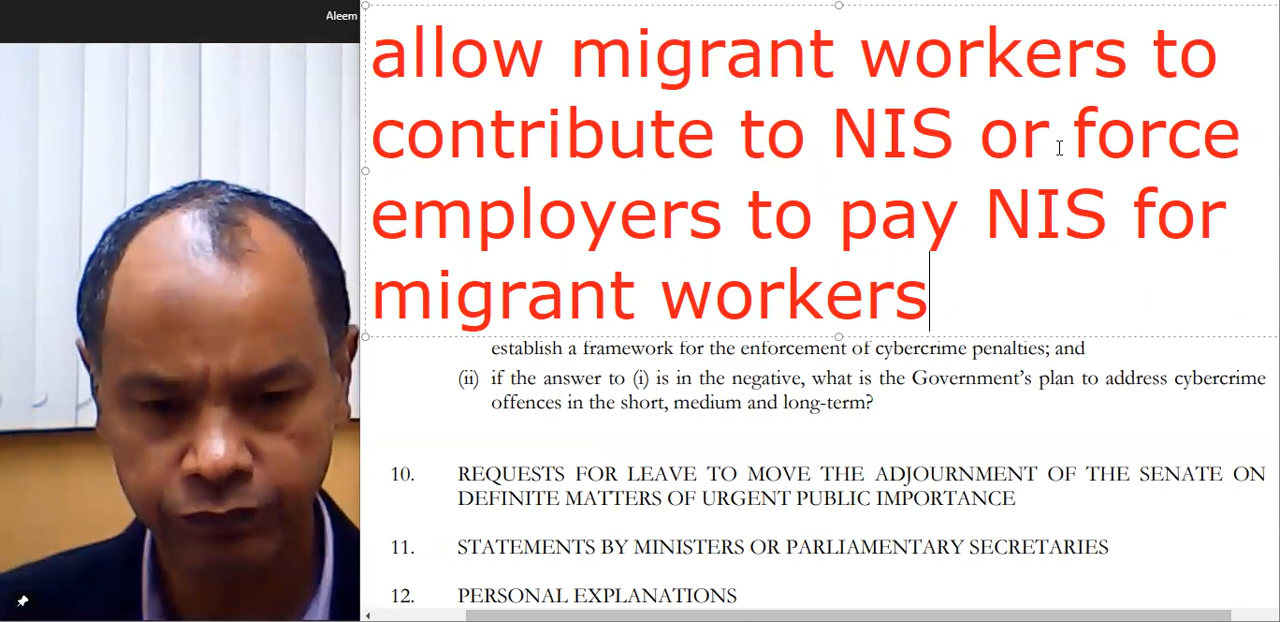 Aleem
allow migrant workers to
contribute to NIS or force
employers to pay NIS for
migrant workers
establish a framework for the enforcement of cybercrime penalties; and
(ii) if the answer to (i) is in the negative, what is the Government's plan to address cybercrime
offences in the short, medium and long-term?
10. REQUESTS FOR LEAVE TO MOVE THE ADJOURNMENT OF THE SENATE ON
DEFINITE MATTERS OF URGENT PUBLIC IMPORTANCE
11. STATEMENTS BY MINISTERS OR PARLIAMENTARY SECRETARIES
12. PERSONAL EXPLANATIONS